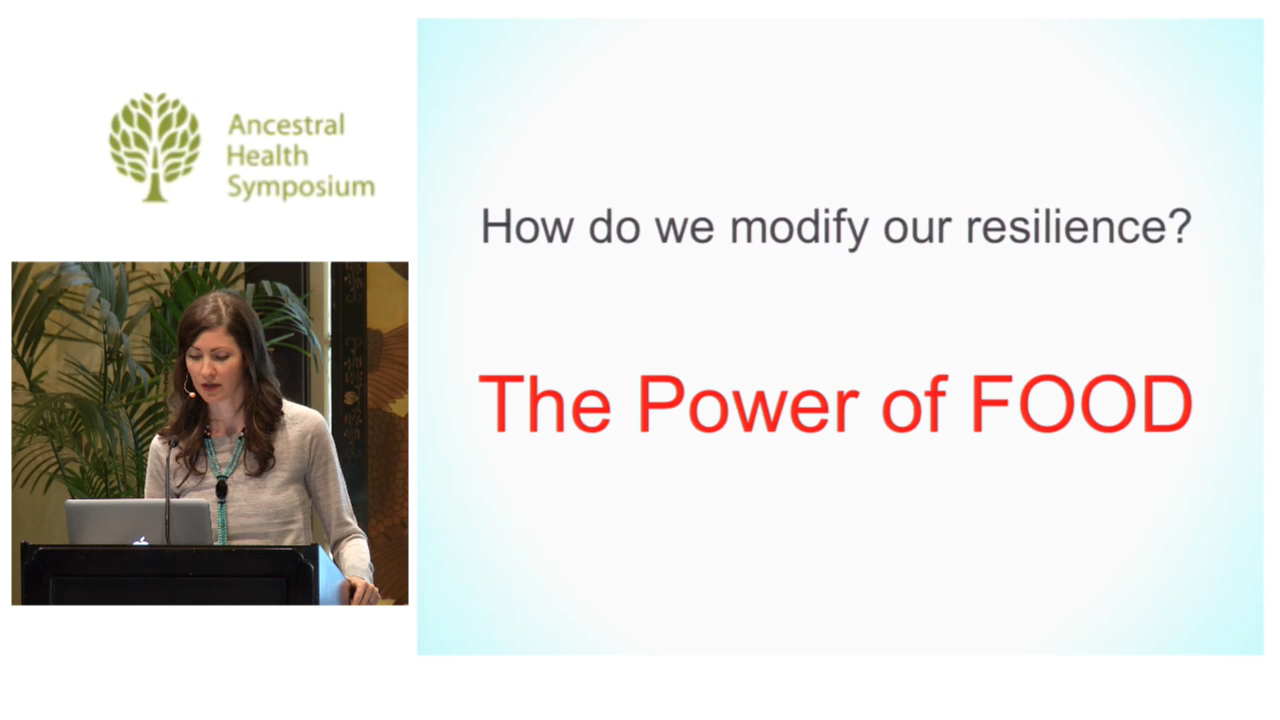 Ancestral
Health
Symposium
How do we modify our resilience?
The Power of FOOD